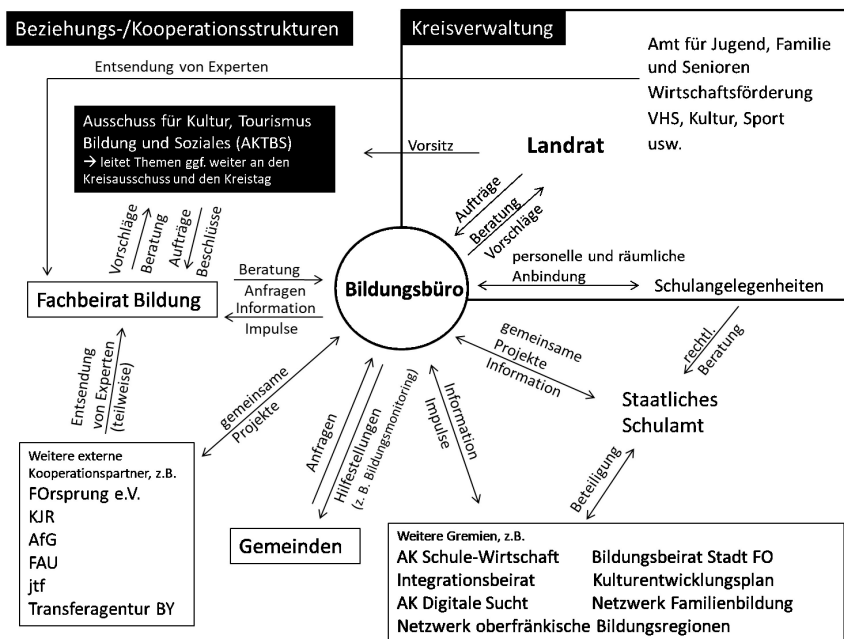 Beziehungs-/Kooperationsstrukturen
Kreisverwaltung
Entsendung von Experten
Amt für Jugend, Familie
und Senioren
Wirtschaftsförderung
VHS, Kultur, Sport
usw.
Ausschuss für Kultur, Tourismus
Bildung und Soziales (AKTBS)
→ leitet Themen ggf. weiter an den
Kreisausschuss und den Kreistag
Vorsitz
Landrat
Aufträge
Beratung
Vorschläge
Vorschläge
Beratung
Aufträge
Beschlüsse
Fachbeirat Bildung
Beratung
Anfragen
Information
Impulse
Bildungsbüro
personelle und räumliche
Anbindung
Schulangelegenheiten
rechtl.
Beratung
gemeinsame
Projekte
Information
Staatliches
Schulamt
Beteiligung
Entsendung
von Experten
(teilweise)
gemeinsame
Projekte
Anfragen
Hilfestellungen
(z. B. Bildungsmonitoring)
Information
Impulse
Weitere externe
Kooperationspartner, z.B.
FOrsprung e.V.
KJR
AfG
FAU
jtf
Transferagentur BY
Gemeinden
Weitere Gremien, z.B.
AK Schule-Wirtschaft Bildungsbeirat Stadt FO
Integrationsbeirat Kulturentwicklungsplan
AK Digitale Sucht Netzwerk Familienbildung
Netzwerk oberfränkische Bildungsregionen